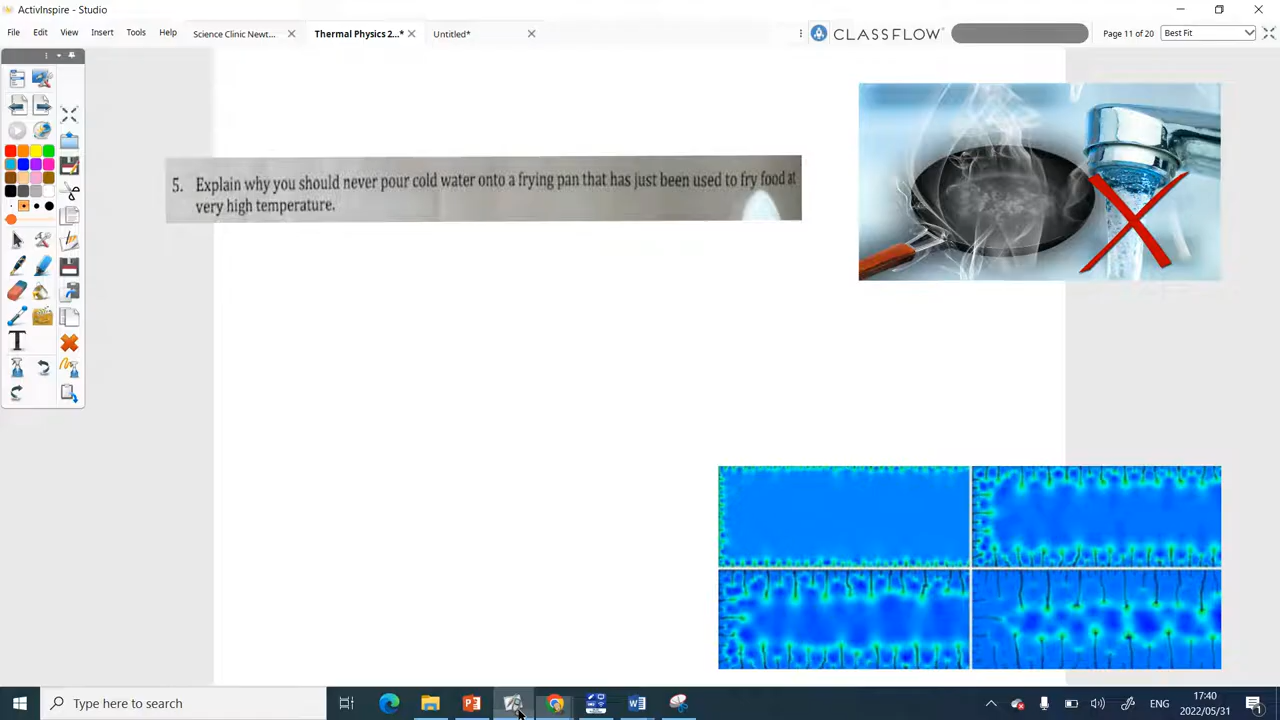 ActivInspire - Studio
File Edit View Insert Tools Help
Science Clinic Newt...
Thermal Physics 2...*
Untitled*
CLASSFLOW
Page 11 of 20
Best Fit
5. Explain why you should never pour cold water onto a frying pan that has just been used to fry food at
very high temperature.
T
Type here to search
ENG
17:40
2022/05/31